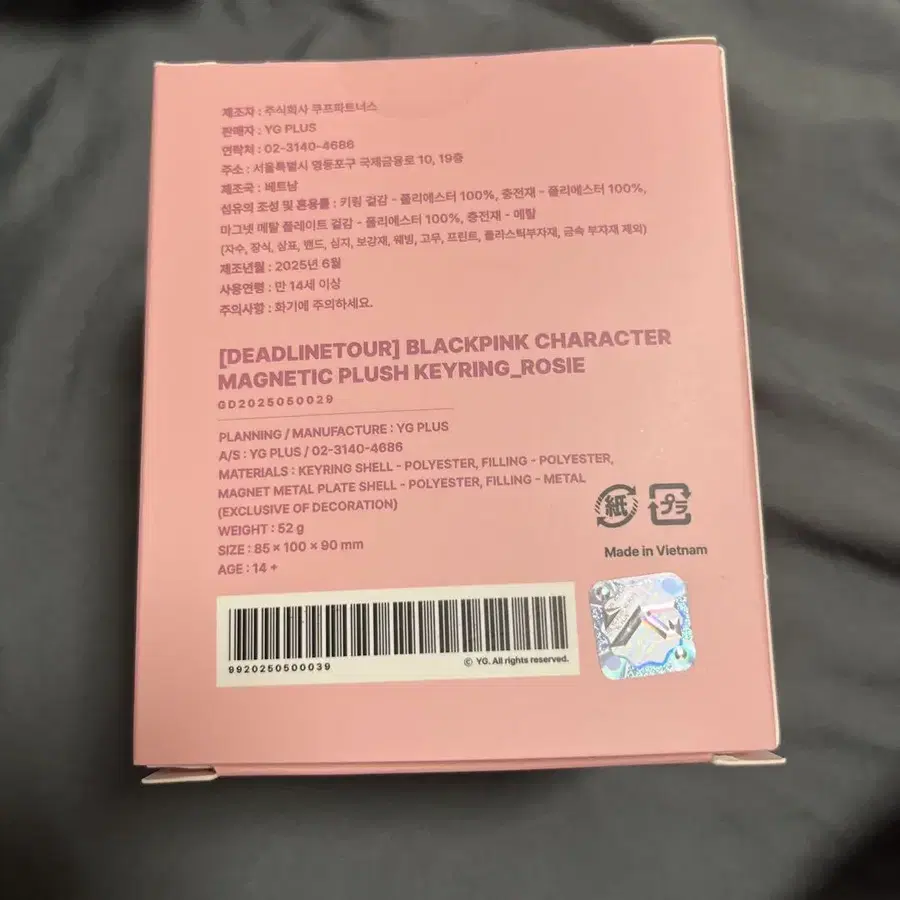 제조자 : 주식회사 쿠프파트너스
판매자 : YG PLUS
연락처 : 02-3140-4686
주소 : 서울특별시 영등포구 국제금융로 10, 19층
제조국 : 베트남
섬유의 조성 및 혼용률 : 키링 겉감 - 폴리에스터 100%, 충전재 - 폴리에스터 100%,
마그넷 메탈 플레이트 겉감 - 폴리에스터 100%, 충전재 - 메탈
(자수, 장식, 상표, 밴드, 심지, 보강재, 웨빙, 고무, 프린트, 플라스틱부자재, 금속 부자재 제외)
제조년월 : 2025년 6월
사용연령 : 만 14세 이상
주의사항 : 화기에 주의하세요.
[DEADLINETOUR] BLACKPINK CHARACTER
MAGNETIC PLUSH KEYRING_ROSIE
GD2025050029
PLANNING / MANUFACTURE : YG PLUS
A/S : YG PLUS / 02-3140-4686
MATERIALS : KEYRING SHELL - POLYESTER, FILLING - POLYESTER,
MAGNET METAL PLATE SHELL - POLYESTER, FILLING - METAL
(EXCLUSIVE OF DECORATION)
WEIGHT : 52 g
SIZE : 85 × 100 × 90 mm
AGE : 14 +
紙 プラ
Made in Vietnam
9920250500039
© YG. All rights reserved.